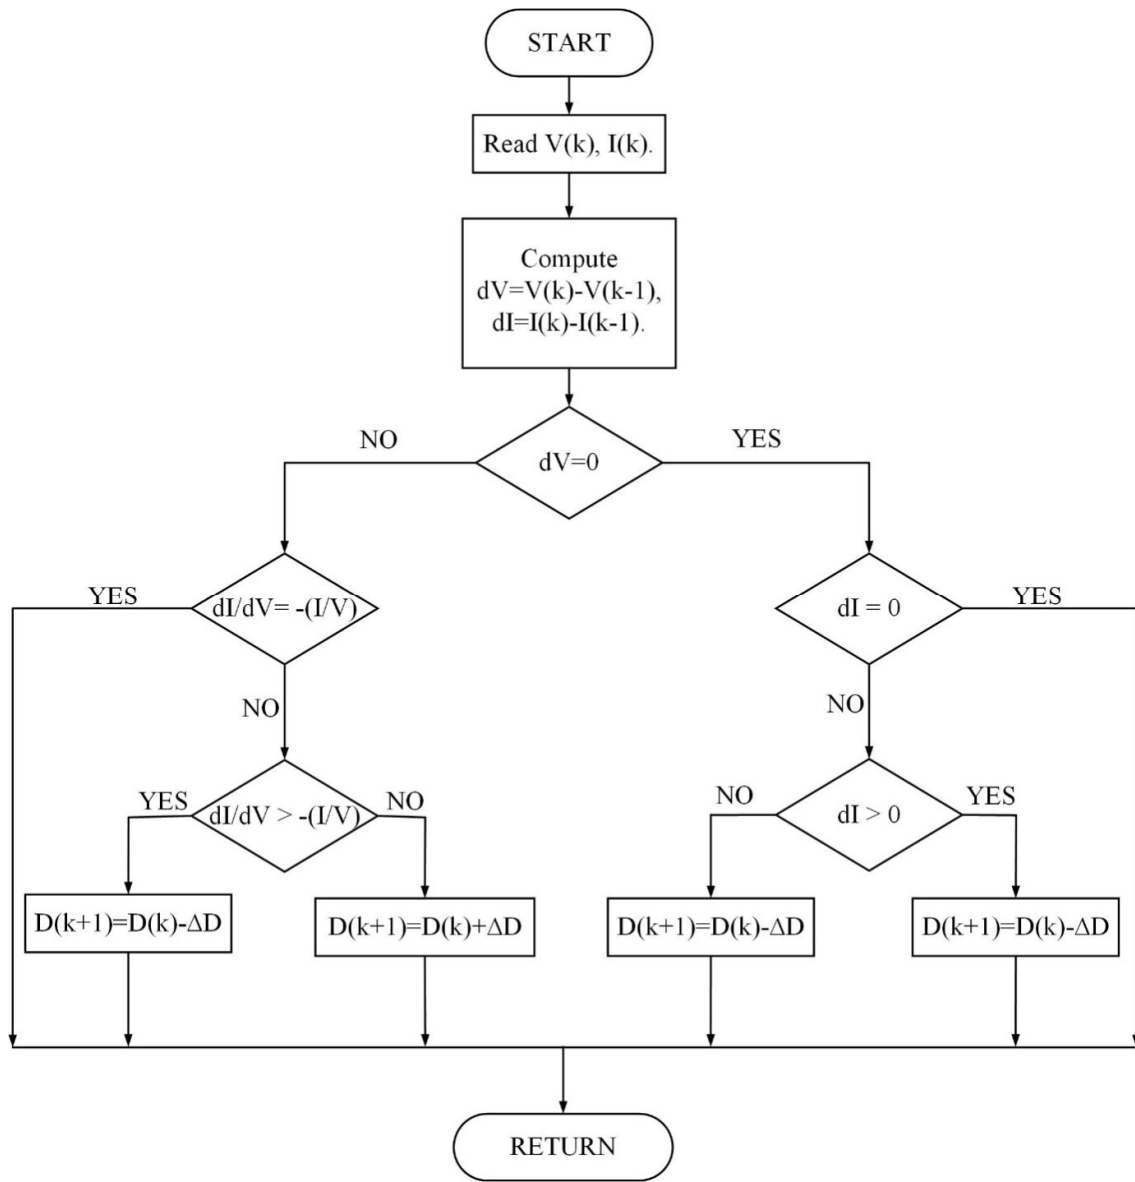 START
Read V(k), I(k).
Compute
dV=V(k)-V(k-1),
dI=I(k)-I(k-1).
NO
YES
dV=0
YES
dI/dV= -(I/V)
dI = 0
YES
NO
NO
YES
dI/dV > -(I/V)
NO
NO
dI > 0
YES
D(k+1)=D(k)-ΔD
D(k+1)=D(k)+ΔD
D(k+1)=D(k)-ΔD
D(k+1)=D(k)-ΔD
RETURN